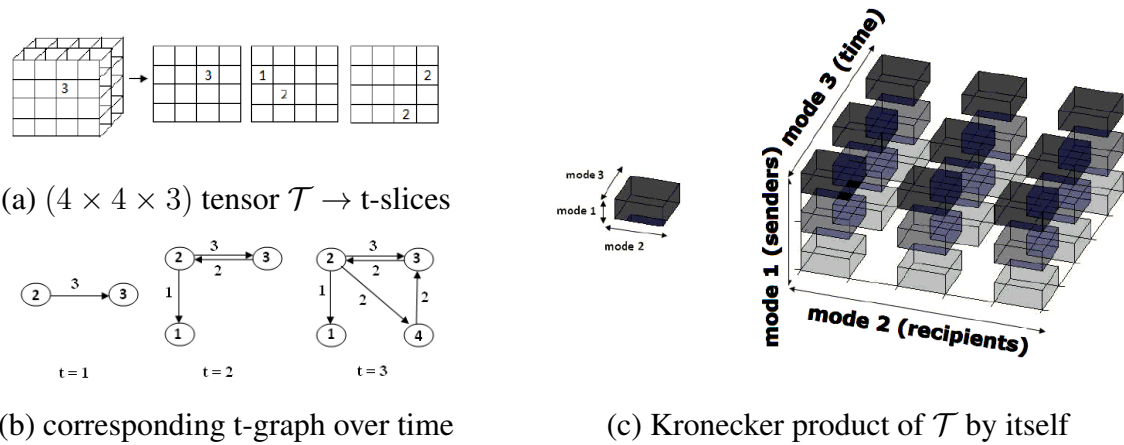 3
3
1
2
2
2
(a) (4 × 4 × 3) tensor 𝒯 → t-slices
2
3
3
t = 1
2
3
3
2
1
1
t = 2
2
3
3
2
1
2
2
1
4
t = 3
(b) corresponding t-graph over time
mode 3
mode 1
mode 2
mode 3 (time)
mode 1 (senders)
mode 2 (recipients)
(c) Kronecker product of 𝒯 by itself